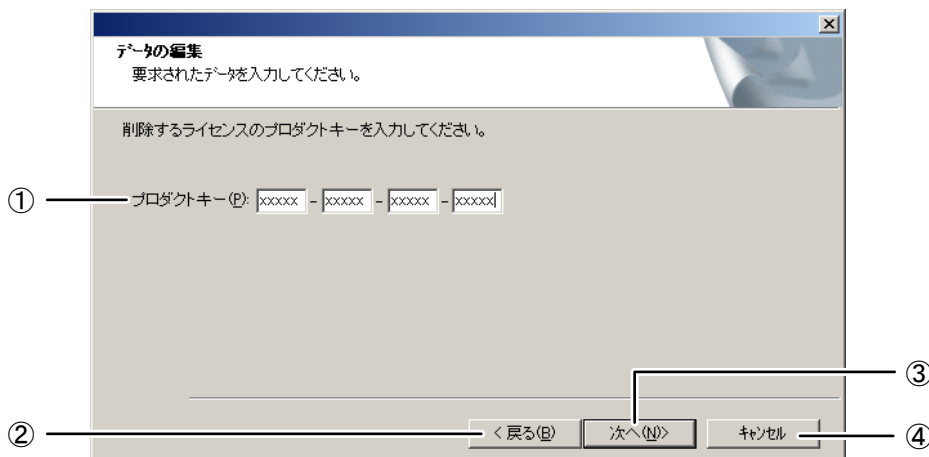 データの編集
要求されたデータを入力してください。
削除するライセンスのプロダクトキーを入力してください。
① プロダクトキー(P): xxxxx - xxxxx - xxxxx - xxxxx
③
② < 戻る(B) 次へ(N)> キャンセル ④